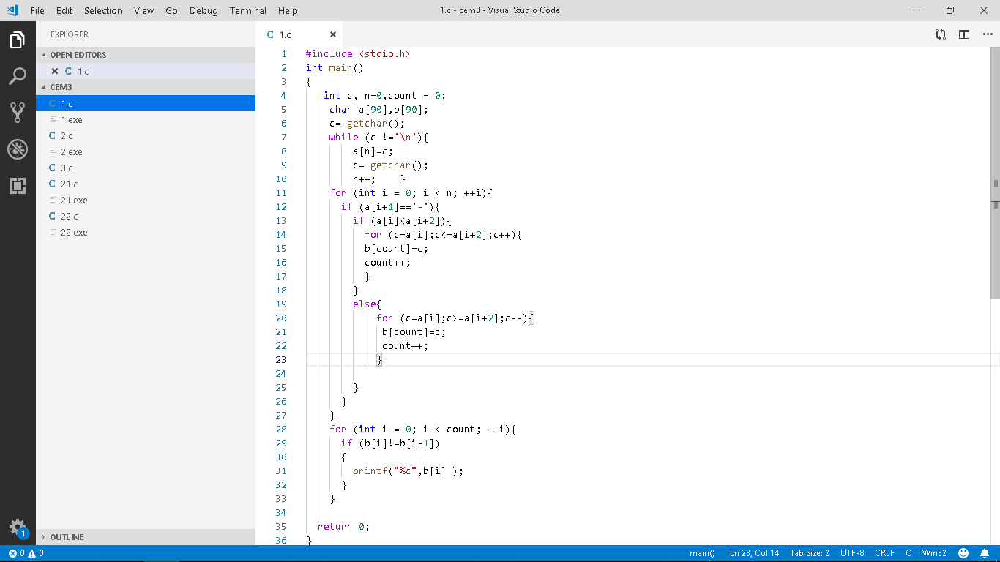 File Edit Selection View Go Debug Terminal Help 1.c - cem3 - Visual Studio Code
EXPLORER
OPEN EDITORS
1.c
CEM3
1.c
1.exe
2.c
2.exe
3.c
21.c
21.exe
22.c
22.exe
OUTLINE
1.c
1 #include <stdio.h>
2 int main()
3 {
4 int c, n=0,count = 0;
5 char a[90],b[90];
6 c= getchar();
7 while (c !='\n'){
8 a[n]=c;
9 c= getchar();
10 n++; }
11 for (int i = 0; i < n; ++i){
12 if (a[i+1]=='-'){
13 if (a[i]<a[i+2]){
14 for (c=a[i];c<=a[i+2];c++){
15 b[count]=c;
16 count++;
17 }
18 }
19 else{
20 for (c=a[i];c>=a[i+2];c--){
21 b[count]=c;
22 count++;
23 }
24
25 }
26 }
27 }
28 for (int i = 0; i < count; ++i){
29 if (b[i]!=b[i-1])
30 {
31 printf("%c",b[i] );
32 }
33 }
34
35 return 0;
36 }
1
0 0 main() Ln 23, Col 14 Tab Size: 2 UTF-8 CRLF C Win32